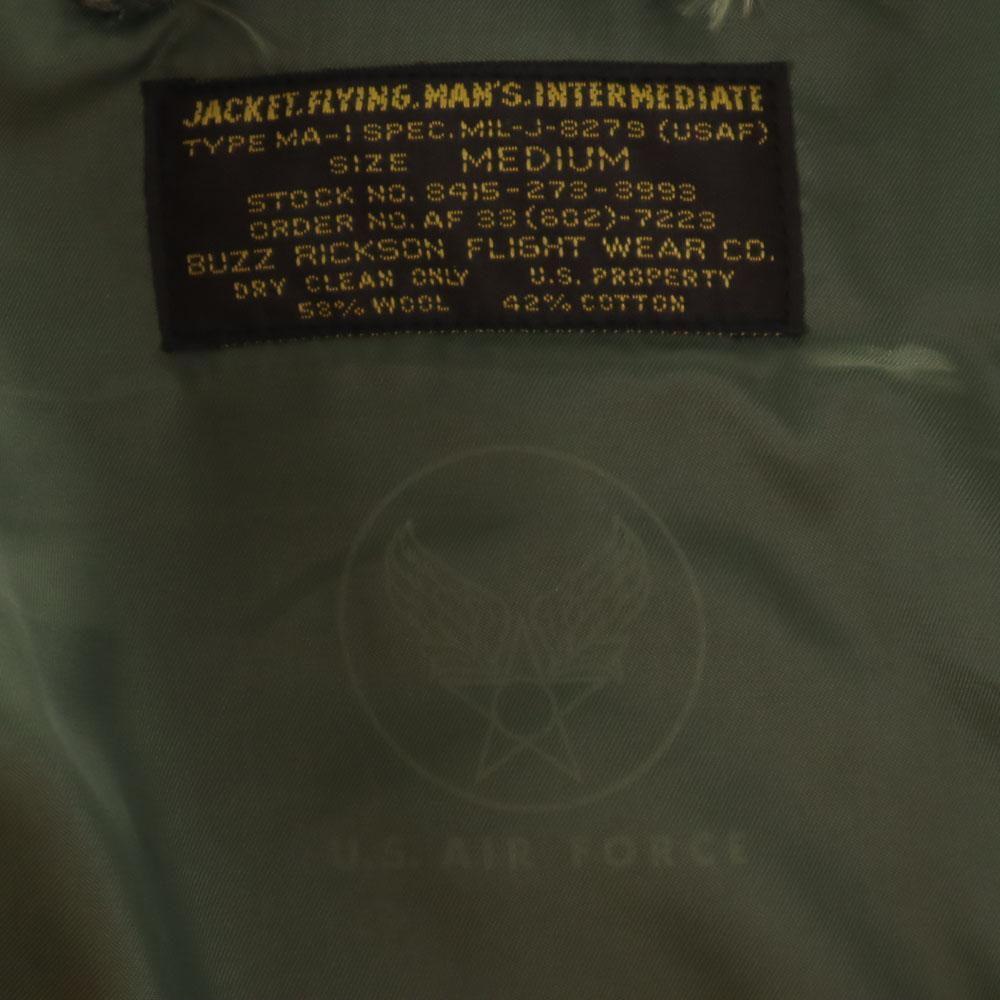 JACKET.FLYING.MAN'S.INTERMEDIATE
TYPE MA-1 SPEC.MIL-J-8279 (USAF)
SIZE MEDIUM
STOCK NO. 8415-273-3993
ORDER NO. AF 33(602)-7223
BUZZ RICKSON FLIGHT WEAR CO.
DRY CLEAN ONLY U.S. PROPERTY
58% WOOL 42% COTTON
U.S. AIR FORCE